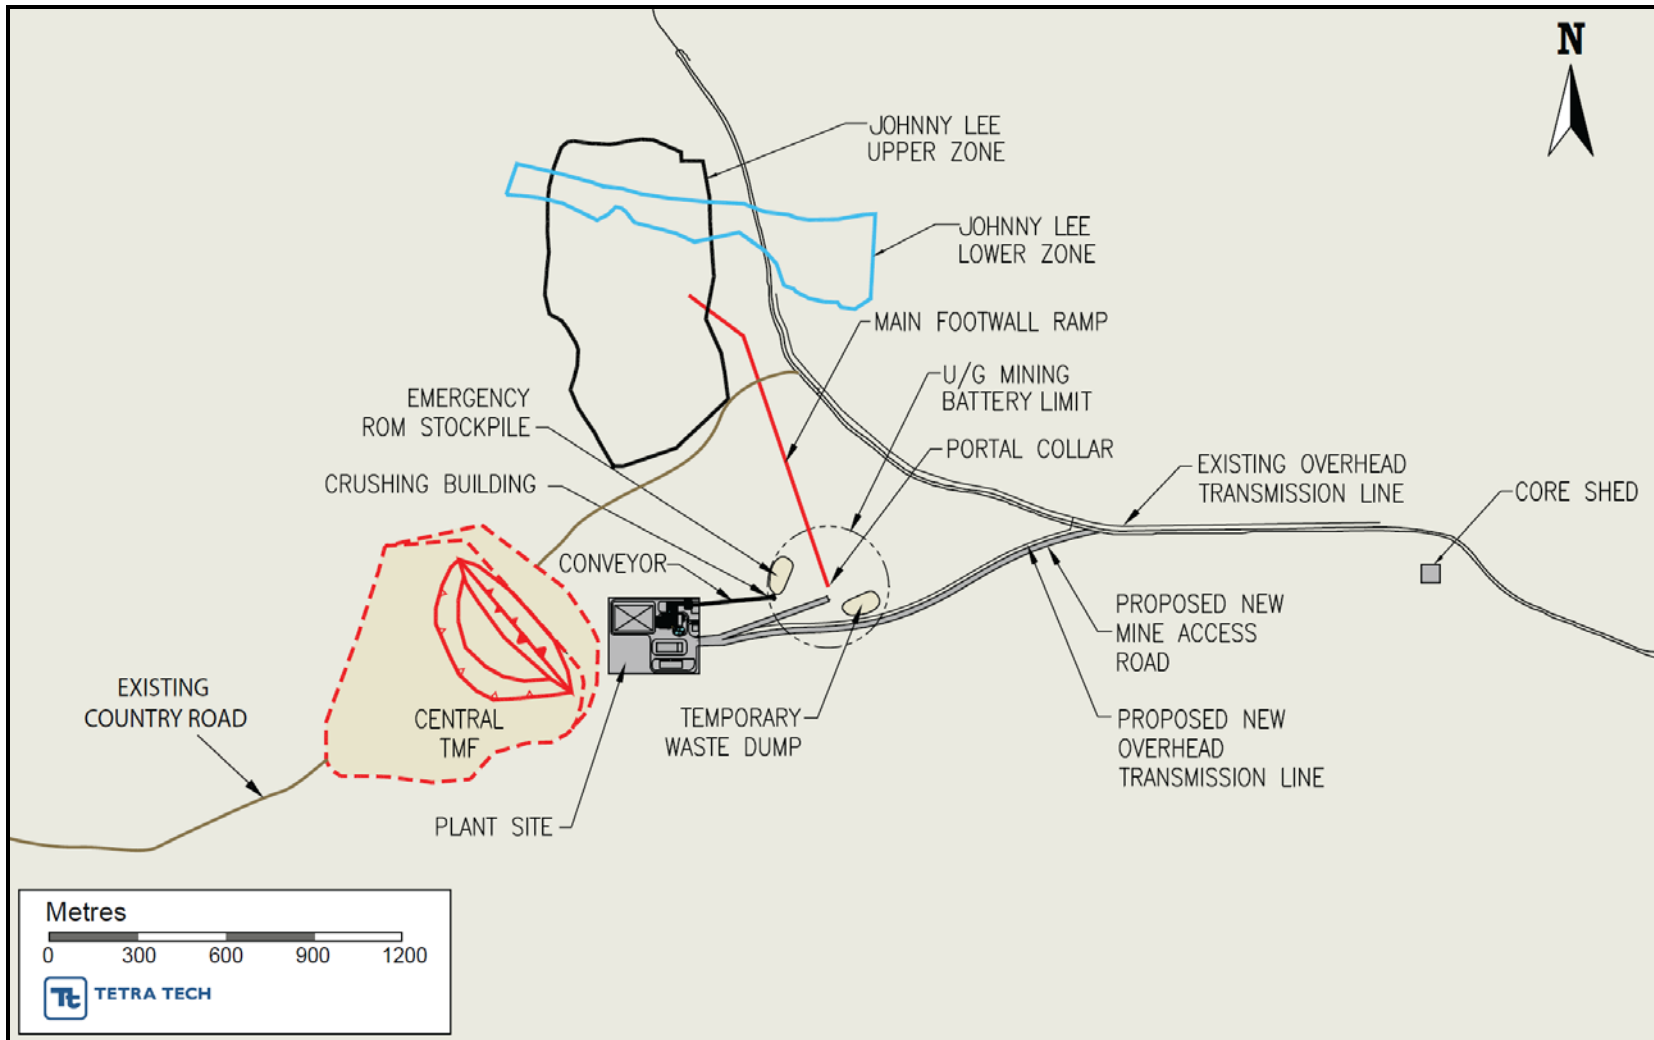 N
JOHNNY LEE
UPPER ZONE
JOHNNY LEE
LOWER ZONE
MAIN FOOTWALL RAMP
U/G MINING
BATTERY LIMIT
EMERGENCY
ROM STOCKPILE
PORTAL COLLAR
EXISTING OVERHEAD
TRANSMISSION LINE
CORE SHED
CRUSHING BUILDING
CONVEYOR
PROPOSED NEW
MINE ACCESS
ROAD
EXISTING
COUNTRY ROAD
CENTRAL
TMF
TEMPORARY
WASTE DUMP
PROPOSED NEW
OVERHEAD
TRANSMISSION LINE
PLANT SITE
Metres
0 300 600 900 1200
Tt TETRA TECH